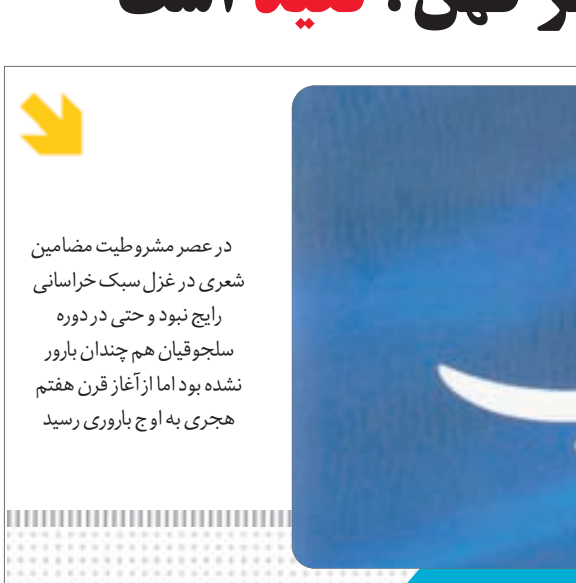 است
در عصر مشروطیت مضامین
شعری در غزل سبک خراسانی
رایج نبود و حتی در دوره
سلجوقیان هم چندان بارور
نشده بود اما از آغاز قرن هفتم
هجری به اوج باروری رسید